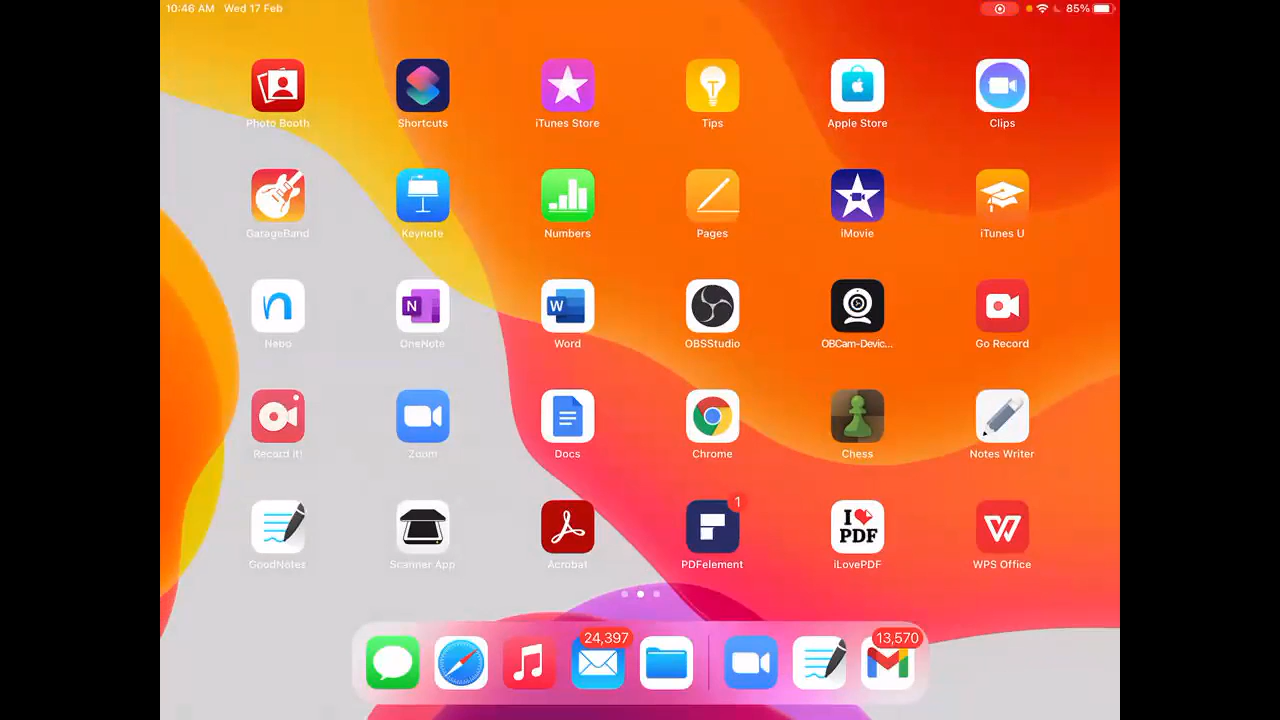 10:46 AM Wed 17 Feb 85%
Photo Booth Shortcuts iTunes Store Tips Apple Store Clips
GarageBand Keynote Numbers Pages iMovie iTunes U
Nebo OneNote Word OBSStudio OBCam-Devic... Go Record
Record it! Zoom Docs Chrome Chess Notes Writer
1
I
PDF
GoodNotes Scanner App Acrobat PDFelement iLovePDF WPS Office
24,397 13,570